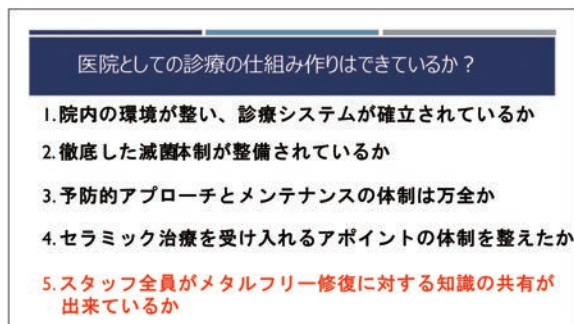 医院としての診療の仕組み作りはできているか？
1.院内の環境が整い、診療システムが確立されているか
2.徹底した滅菌体制が整備されているか
3.予防的アプローチとメンテナンスの体制は万全か
4.セラミック治療を受け入れるアポイントの体制を整えたか
5.スタッフ全員がメタルフリー修復に対する知識の共有が
出来ているか